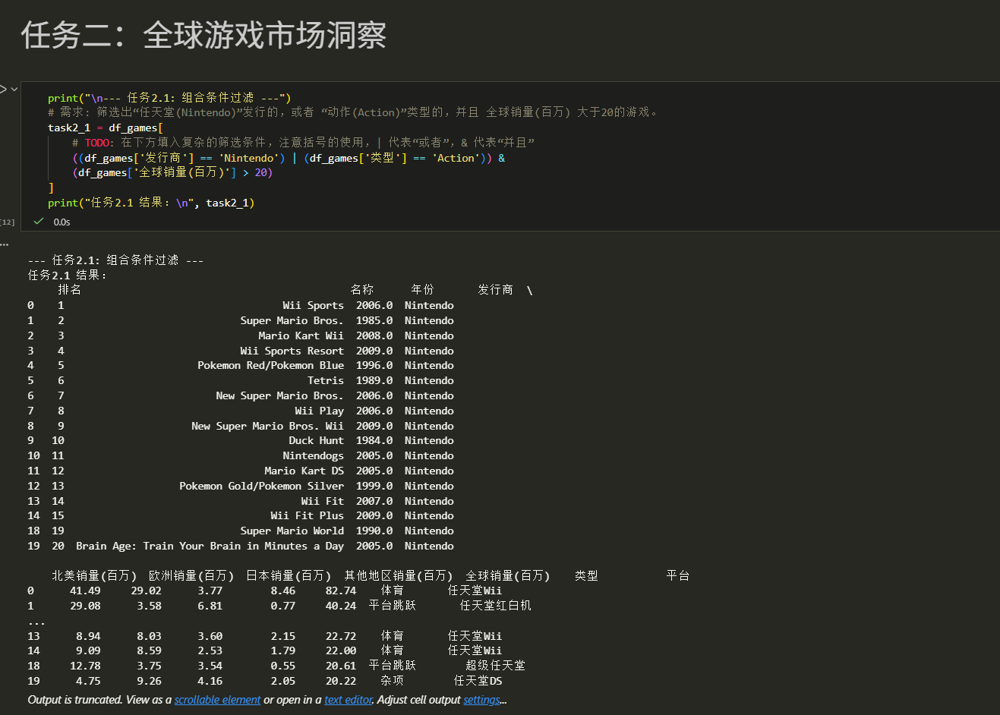 任务二：全球游戏市场洞察
print("\n--- 任务2.1: 组合条件过滤 ---")
# 需求: 筛选出“任天堂(Nintendo)”发行的，或者 “动作(Action)”类型的，并且 全球销量(百万) 大于20的游戏。
task2_1 = df_games[
# TODO: 在下方填入复杂的筛选条件，注意括号的使用，| 代表“或者”，& 代表“并且”
((df_games['发行商'] == 'Nintendo') | (df_games['类型'] == 'Action')) &
(df_games['全球销量(百万)'] > 20)
]
print("任务2.1 结果：\n", task2_1)
[12] 0.0s
...
--- 任务2.1: 组合条件过滤 ---
任务2.1 结果：
排名 名称 年份 发行商 \
0 1 Wii Sports 2006.0 Nintendo
1 2 Super Mario Bros. 1985.0 Nintendo
2 3 Mario Kart Wii 2008.0 Nintendo
3 4 Wii Sports Resort 2009.0 Nintendo
4 5 Pokemon Red/Pokemon Blue 1996.0 Nintendo
5 6 Tetris 1989.0 Nintendo
6 7 New Super Mario Bros. 2006.0 Nintendo
7 8 Wii Play 2006.0 Nintendo
8 9 New Super Mario Bros. Wii 2009.0 Nintendo
9 10 Duck Hunt 1984.0 Nintendo
10 11 Nintendogs 2005.0 Nintendo
11 12 Mario Kart DS 2005.0 Nintendo
12 13 Pokemon Gold/Pokemon Silver 1999.0 Nintendo
13 14 Wii Fit 2007.0 Nintendo
14 15 Wii Fit Plus 2009.0 Nintendo
18 19 Super Mario World 1990.0 Nintendo
19 20 Brain Age: Train Your Brain in Minutes a Day 2005.0 Nintendo
北美销量(百万) 欧洲销量(百万) 日本销量(百万) 其他地区销量(百万) 全球销量(百万) 类型 平台
0 41.49 29.02 3.77 8.46 82.74 体育 任天堂Wii
1 29.08 3.58 6.81 0.77 40.24 平台跳跃 任天堂红白机
...
13 8.94 8.03 3.60 2.15 22.72 体育 任天堂Wii
14 9.09 8.59 2.53 1.79 22.00 体育 任天堂Wii
18 12.78 3.75 3.54 0.55 20.61 平台跳跃 超级任天堂
19 4.75 9.26 4.16 2.05 20.22 杂项 任天堂DS
Output is truncated. View as a scrollable element or open in a text editor. Adjust cell output settings...